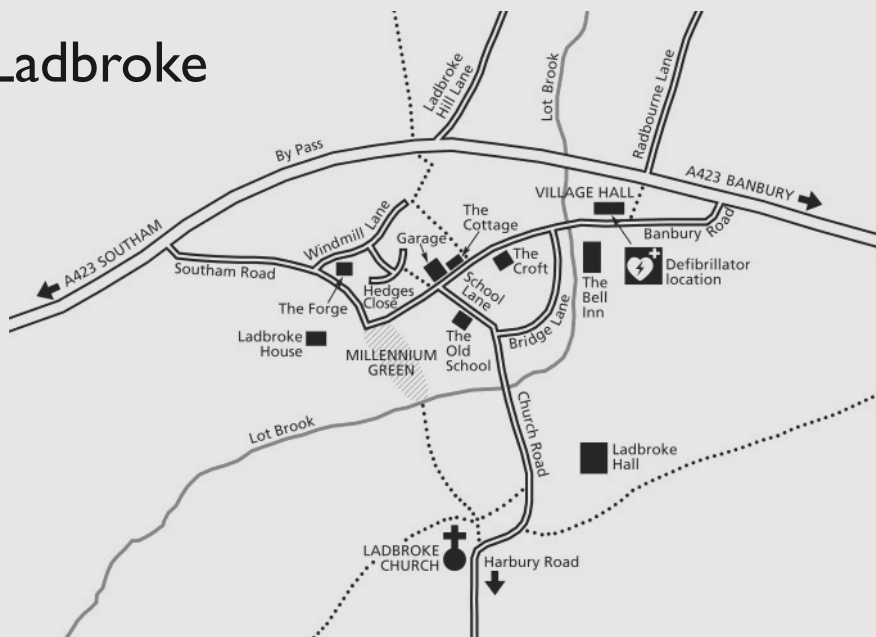 Ladbroke
Ladbroke
Hill Lane
Lot Brook
Radbourne Lane
By Pass
A423 BANBURY
VILLAGE HALL
Windmill Lane
The
Cottage
Garage
Banbury Road
A423 SOUTHAM
Southam Road
The
Croft
Defibrillator
location
School
Lane
Hedges
Close
The Forge
The
Bell
Inn
Bridge Lane
Ladbroke
House
The
Old
School
MILLENNIUM
GREEN
Church Road
Lot Brook
Ladbroke
Hall
LADBROKE
CHURCH
Harbury Road